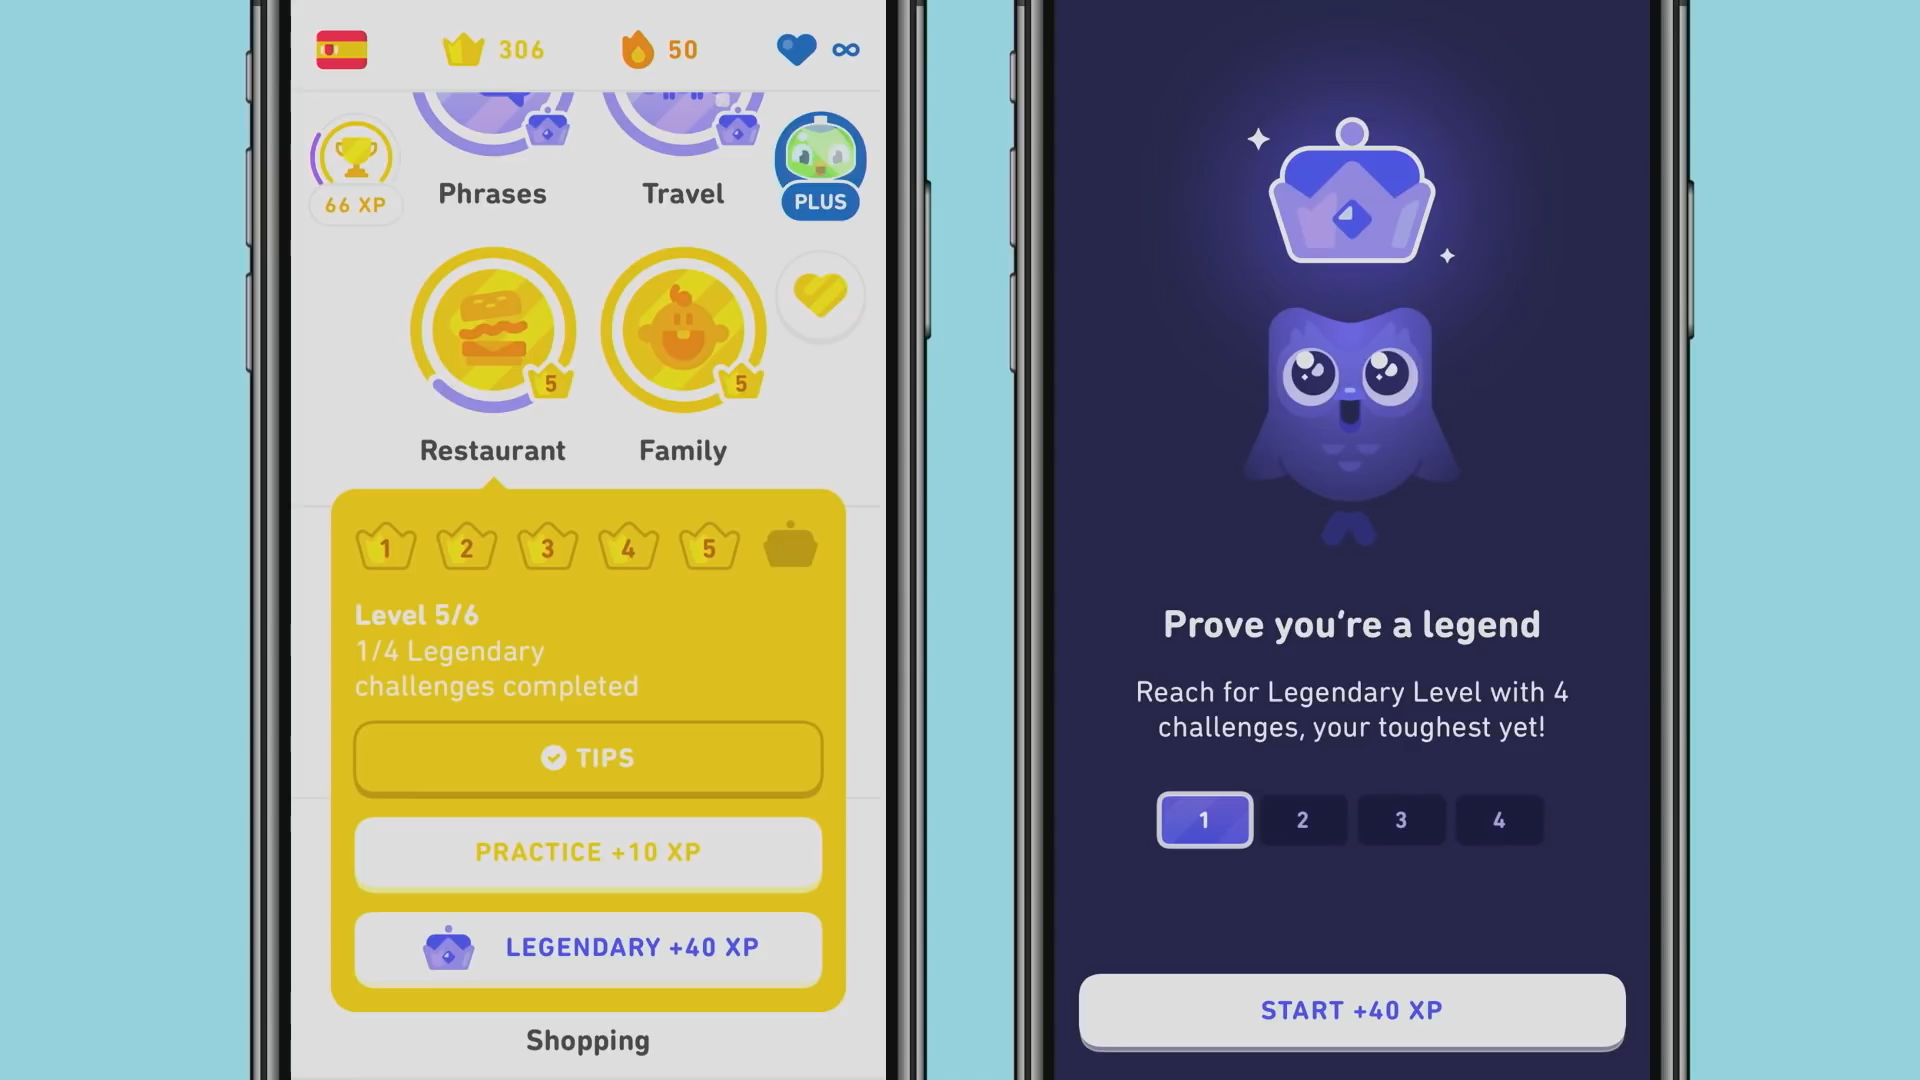 306
50
∞
66 XP
Phrases
Travel
PLUS
5
5
Restaurant
Family
1
2
3
4
5
Level 5/6
1/4 Legendary
challenges completed
TIPS
PRACTICE +10 XP
LEGENDARY +40 XP
Shopping
Prove you’re a legend
Reach for Legendary Level with 4
challenges, your toughest yet!
1
2
3
4
START +40 XP